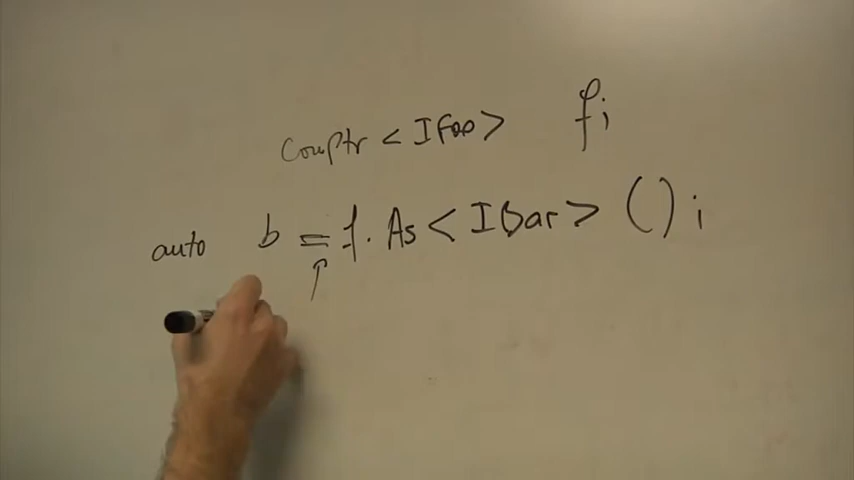 ComPtr <IFoo> f;
auto b = f. As <IBar> ();